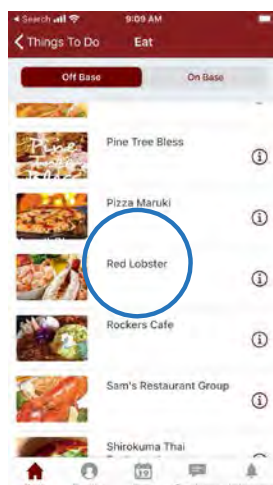 Search 9:09 AM
Things To Do Eat
Off Base On Base
Pine Tree Bless
Pizza Maruki
Red Lobster
Rockers Cafe
Sam's Restaurant Group
Shirokuma Thai
19